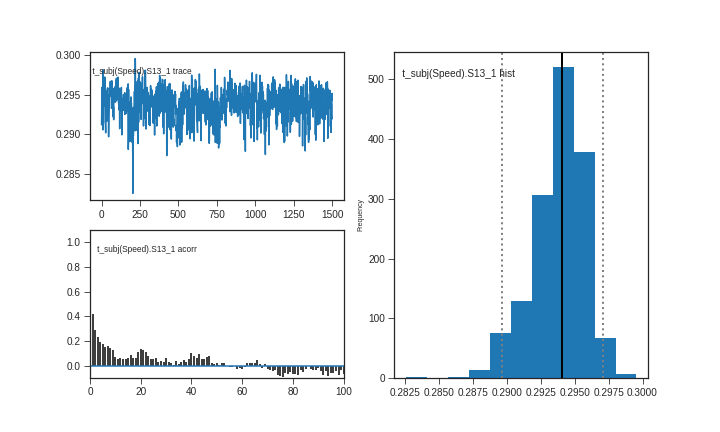 0.300
t_subj(Speed).S13_1 trace
0.295
0.290
0.285
0 250 500 750 1000 1250 1500
1.0
t_subj(Speed).S13_1 acorr
0.8
0.6
0.4
0.2
0.0
0 20 40 60 80 100
t_subj(Speed).S13_1 hist
500
400
300
Frequency
200
100
0
0.2825 0.2850 0.2875 0.2900 0.2925 0.2950 0.2975 0.3000